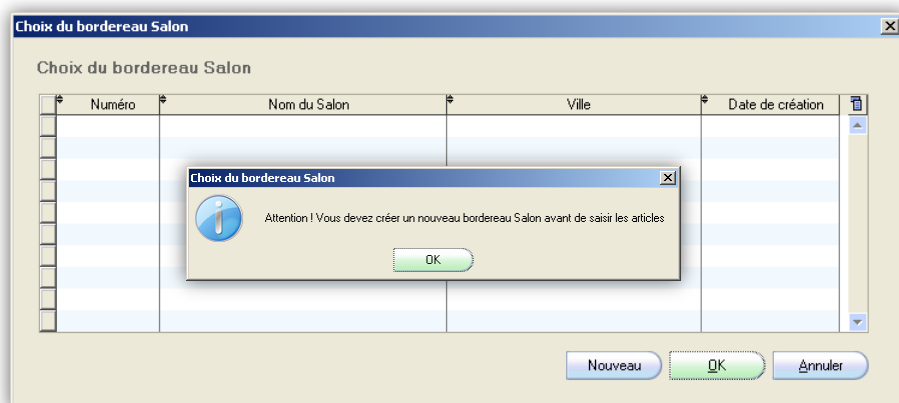 Choix du bordereau Salon
Choix du bordereau Salon
Numéro Nom du Salon Ville Date de création
Choix du bordereau Salon
Attention ! Vous devez créer un nouveau bordereau Salon avant de saisir les articles
OK
Nouveau OK Annuler